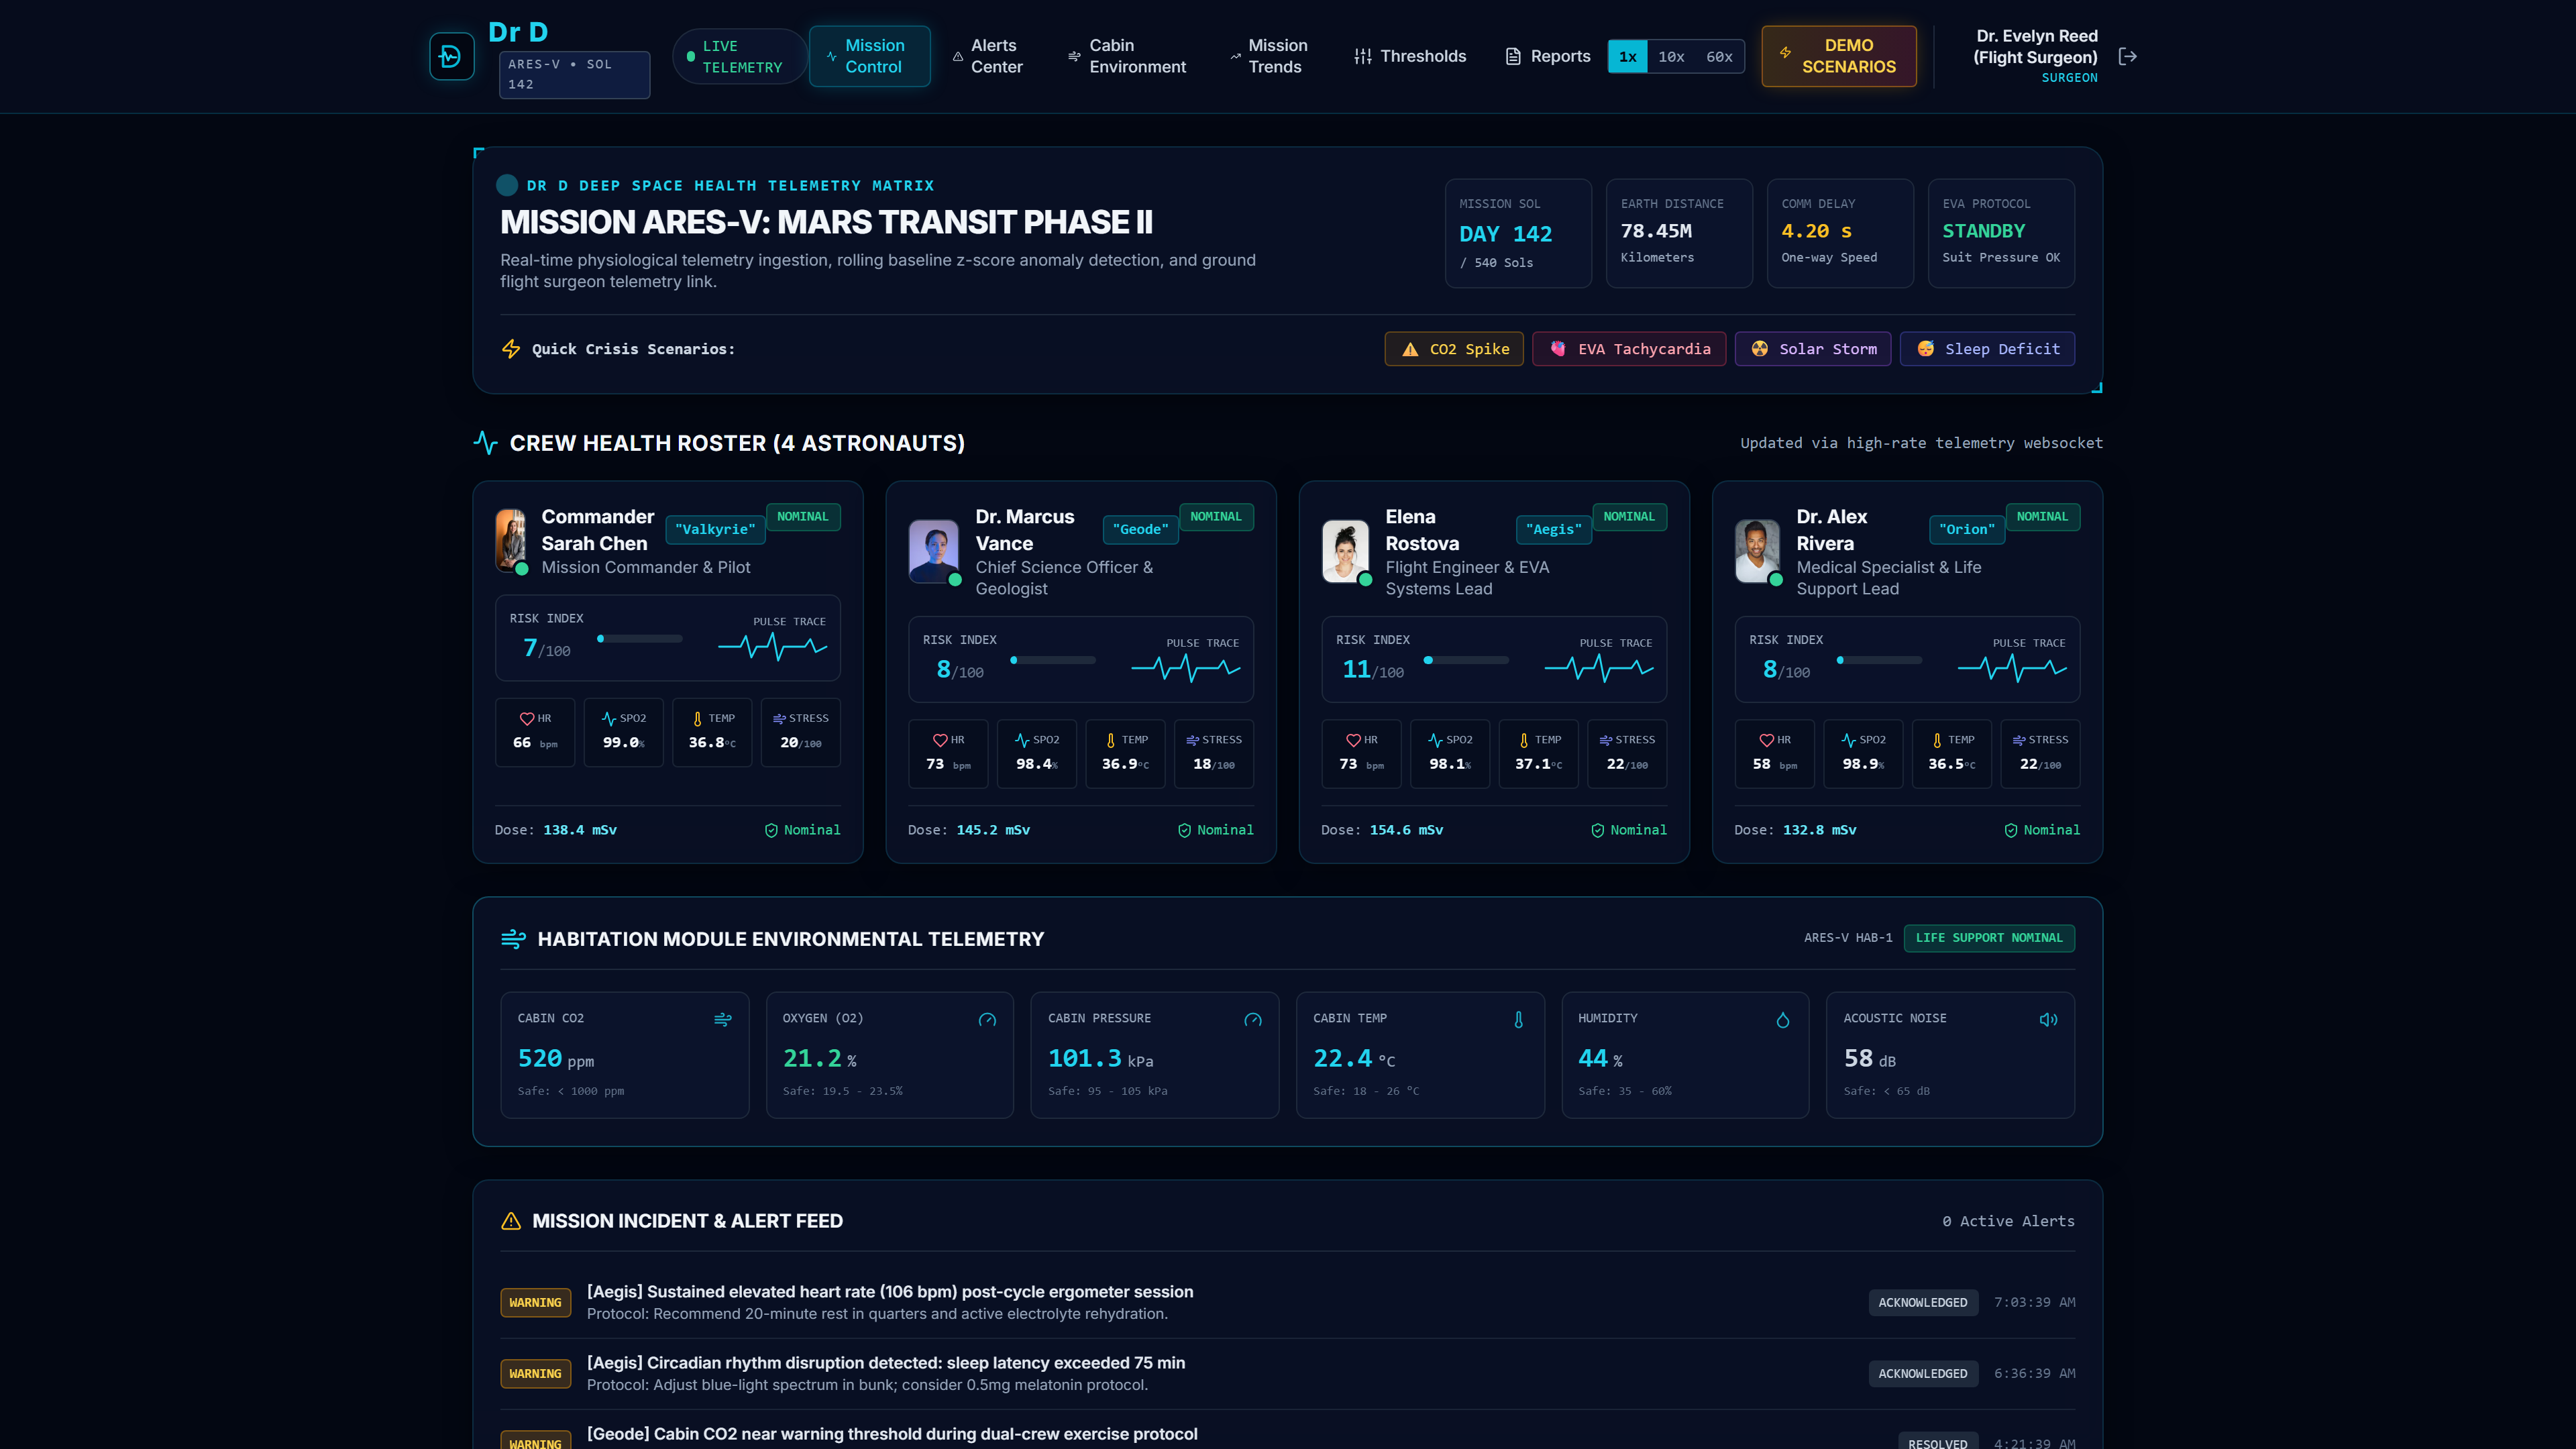 Dr D
ARES-V • SOL
142
LIVE
TELEMETRY
Mission
Control
Alerts
Center
Cabin
Environment
Mission
Trends
Thresholds
Reports
1x 10x 60x
DEMO
SCENARIOS
Dr. Evelyn Reed
(Flight Surgeon)
SURGEON
DR D DEEP SPACE HEALTH TELEMETRY MATRIX
MISSION ARES-V: MARS TRANSIT PHASE II
Real-time physiological telemetry ingestion, rolling baseline z-score anomaly detection, and ground
flight surgeon telemetry link.
MISSION SOL
DAY 142
/ 540 Sols
EARTH DISTANCE
78.45M
Kilometers
COMM DELAY
4.20 s
One-way Speed
EVA PROTOCOL
STANDBY
Suit Pressure OK
Quick Crisis Scenarios:
CO2 Spike
EVA Tachycardia
Solar Storm
Sleep Deficit
CREW HEALTH ROSTER (4 ASTRONAUTS)
Updated via high-rate telemetry websocket
Commander
Sarah Chen
"Valkyrie"
NOMINAL
Mission Commander & Pilot
RISK INDEX
7/100
PULSE TRACE
HR
66 bpm
SPO2
99.0%
TEMP
36.8°C
STRESS
20/100
Dose: 138.4 mSv
Nominal
Dr. Marcus
Vance
"Geode"
NOMINAL
Chief Science Officer &
Geologist
RISK INDEX
8/100
PULSE TRACE
HR
73 bpm
SPO2
98.4%
TEMP
36.9°C
STRESS
18/100
Dose: 145.2 mSv
Nominal
Elena
Rostova
"Aegis"
NOMINAL
Flight Engineer & EVA
Systems Lead
RISK INDEX
11/100
PULSE TRACE
HR
73 bpm
SPO2
98.1%
TEMP
37.1°C
STRESS
22/100
Dose: 154.6 mSv
Nominal
Dr. Alex
Rivera
"Orion"
NOMINAL
Medical Specialist & Life
Support Lead
RISK INDEX
8/100
PULSE TRACE
HR
58 bpm
SPO2
98.9%
TEMP
36.5°C
STRESS
22/100
Dose: 132.8 mSv
Nominal
HABITATION MODULE ENVIRONMENTAL TELEMETRY
ARES-V HAB-1
LIFE SUPPORT NOMINAL
CABIN CO2
520 ppm
Safe: < 1000 ppm
OXYGEN (O2)
21.2 %
Safe: 19.5 - 23.5%
CABIN PRESSURE
101.3 kPa
Safe: 95 - 105 kPa
CABIN TEMP
22.4 °C
Safe: 18 - 26 °C
HUMIDITY
44 %
Safe: 35 - 60%
ACOUSTIC NOISE
58 dB
Safe: < 65 dB
MISSION INCIDENT & ALERT FEED
0 Active Alerts
WARNING
[Aegis] Sustained elevated heart rate (106 bpm) post-cycle ergometer session
Protocol: Recommend 20-minute rest in quarters and active electrolyte rehydration.
ACKNOWLEDGED
7:03:39 AM
WARNING
[Aegis] Circadian rhythm disruption detected: sleep latency exceeded 75 min
Protocol: Adjust blue-light spectrum in bunk; consider 0.5mg melatonin protocol.
ACKNOWLEDGED
6:36:39 AM
WARNING
[Geode] Cabin CO2 near warning threshold during dual-crew exercise protocol
RESOLVED
4:21:39 AM